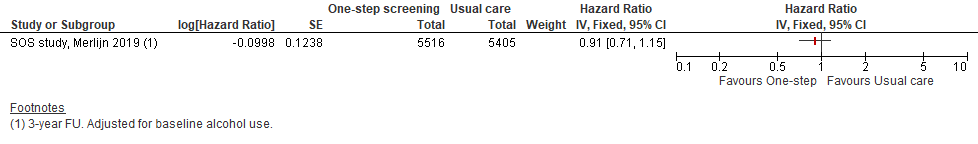 One-step screening Usual care Hazard Ratio Hazard Ratio
Study or Subgroup log[Hazard Ratio] SE Total Total Weight IV, Fixed, 95% CI IV, Fixed, 95% CI
SOS study, Merlijn 2019 (1) -0.0998 0.1238 5516 5405 0.91 [0.71, 1.15]
0.1 0.2 0.5 1 2 5 10
Favours One-step Favours Usual care
Footnotes
(1) 3-year FU. Adjusted for baseline alcohol use.